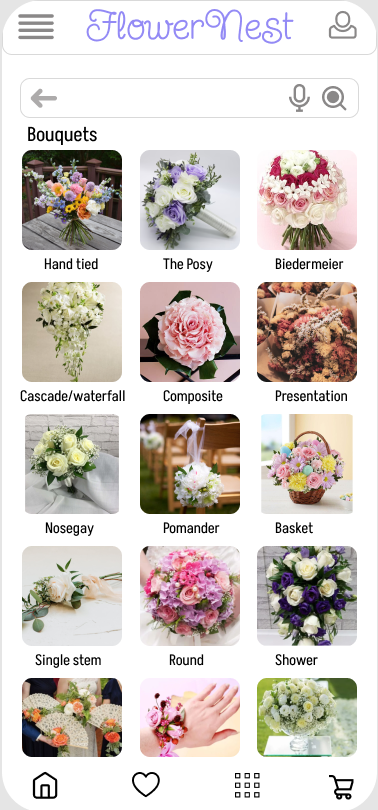 FlowerNest
Bouquets
Hand tied The Posy Biedermeier
Cascade/waterfall Composite Presentation
Nosegay Pomander Basket
Single stem Round Shower